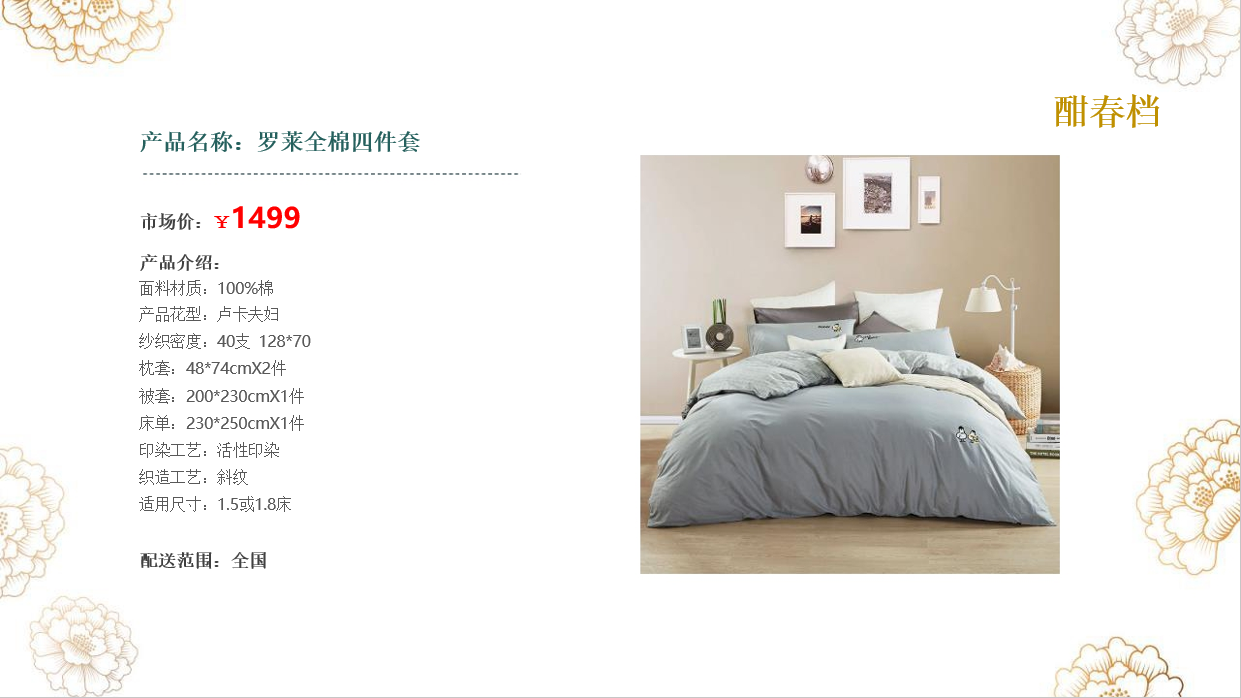 酣春档
产品名称：罗莱全棉四件套
市场价：￥1499
产品介绍：
面料材质：100%棉
产品花型：卢卡夫妇
纱织密度：40支 128*70
枕套：48*74cmX2件
被套：200*230cmX1件
床单：230*250cmX1件
印染工艺：活性印染
织造工艺：斜纹
适用尺寸：1.5或1.8床
配送范围：全国